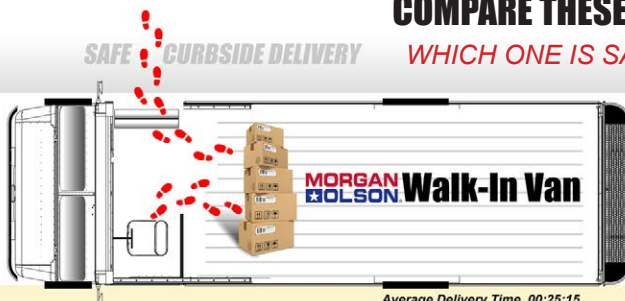 COMPARE THESE
SAFE CURBSIDE DELIVERY
WHICH ONE IS SA
MORGAN
OLSON. Walk-In Van
Average Delivery Time 00:25:15